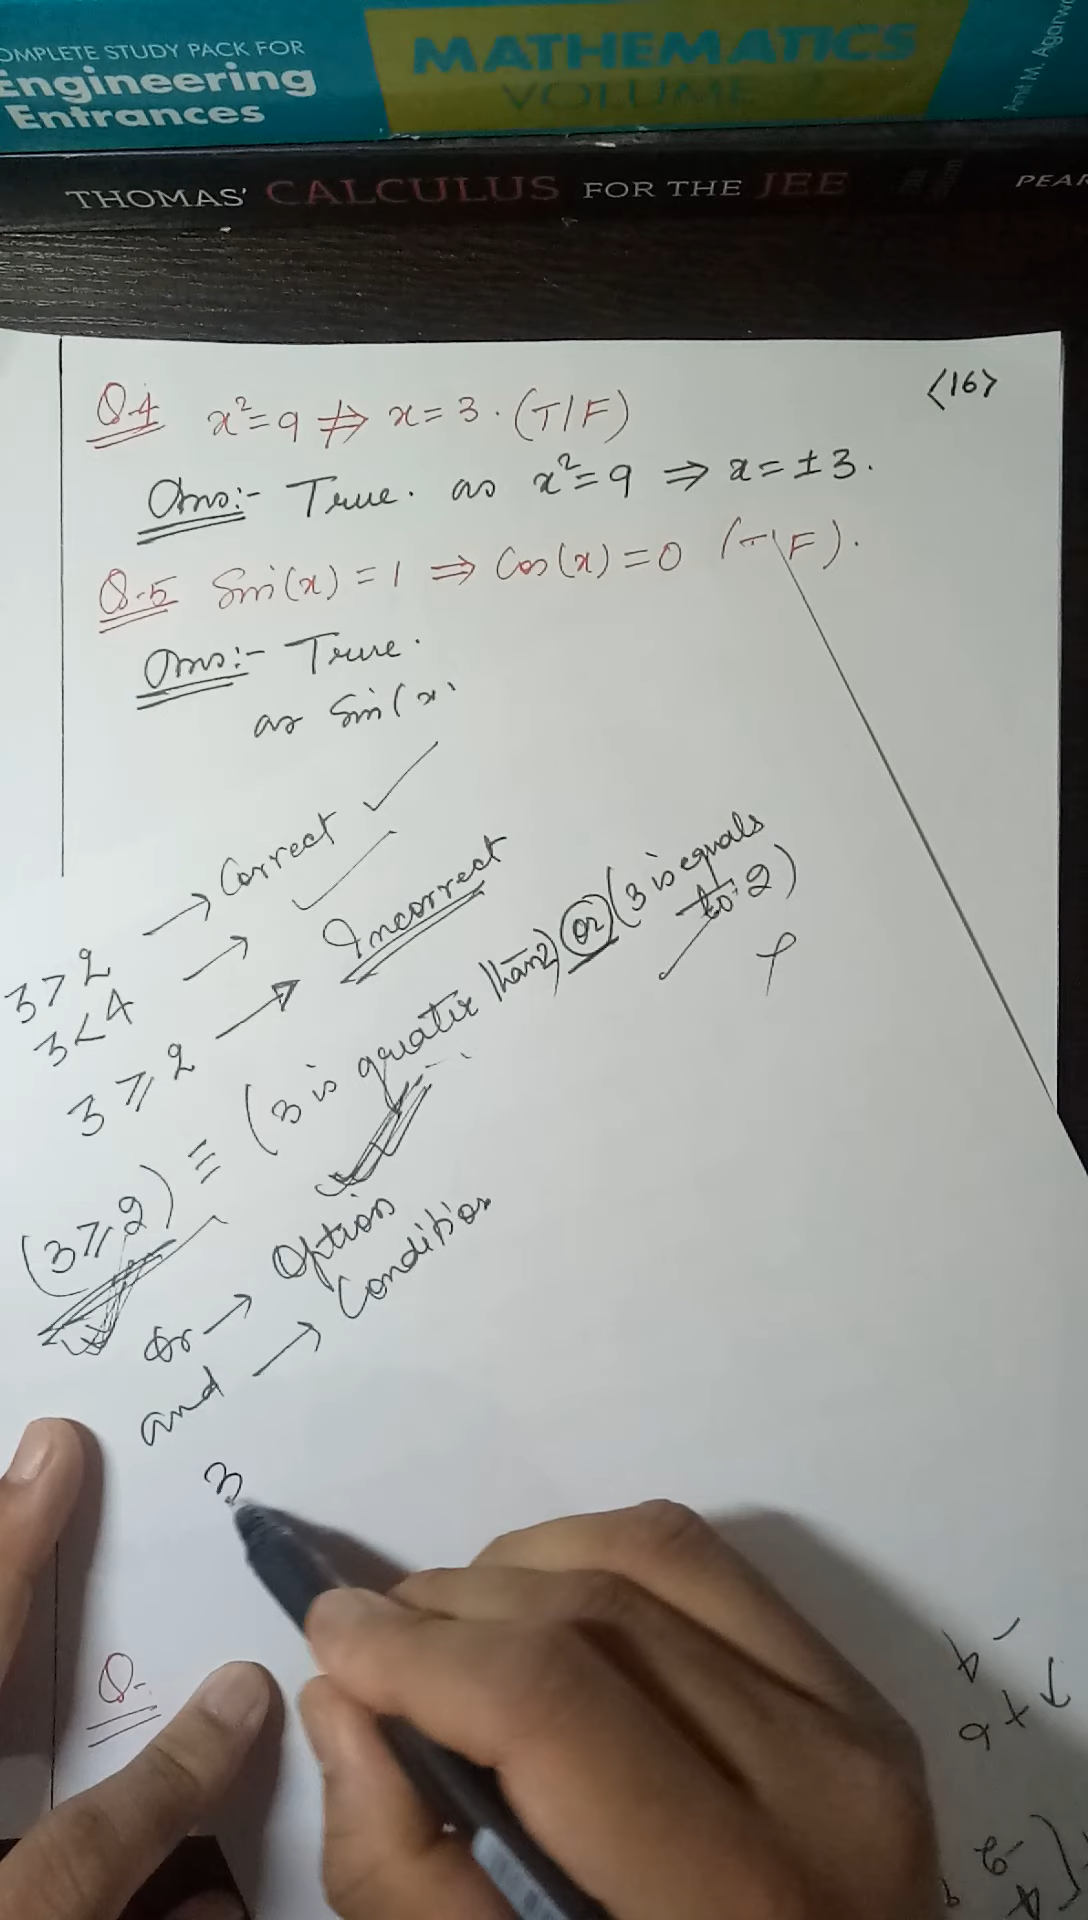 COMPLETE STUDY PACK FOR
Engineering
Entrances
MATHEMATICS
VOLUME
Amit M. Agarw
THOMAS' CALCULUS FOR THE JEE
PEAR
<16>
Q.4 x²=9 ⇏ x=3. (T/F)
Ans:- True. as x²=9 ⇒ x=±3.
Q.5 Sin(x)=1 ⇒ Cos(x)=0 (T/F).
Ans:- True.
as Sin(x
3>2 → Correct ✓
3<4 → ✓
3≥2 → Incorrect
(3≥2) ≡ (3 is greater than 2) or (3 is equals to 2)
or → Option
and → Condition
3
Q.